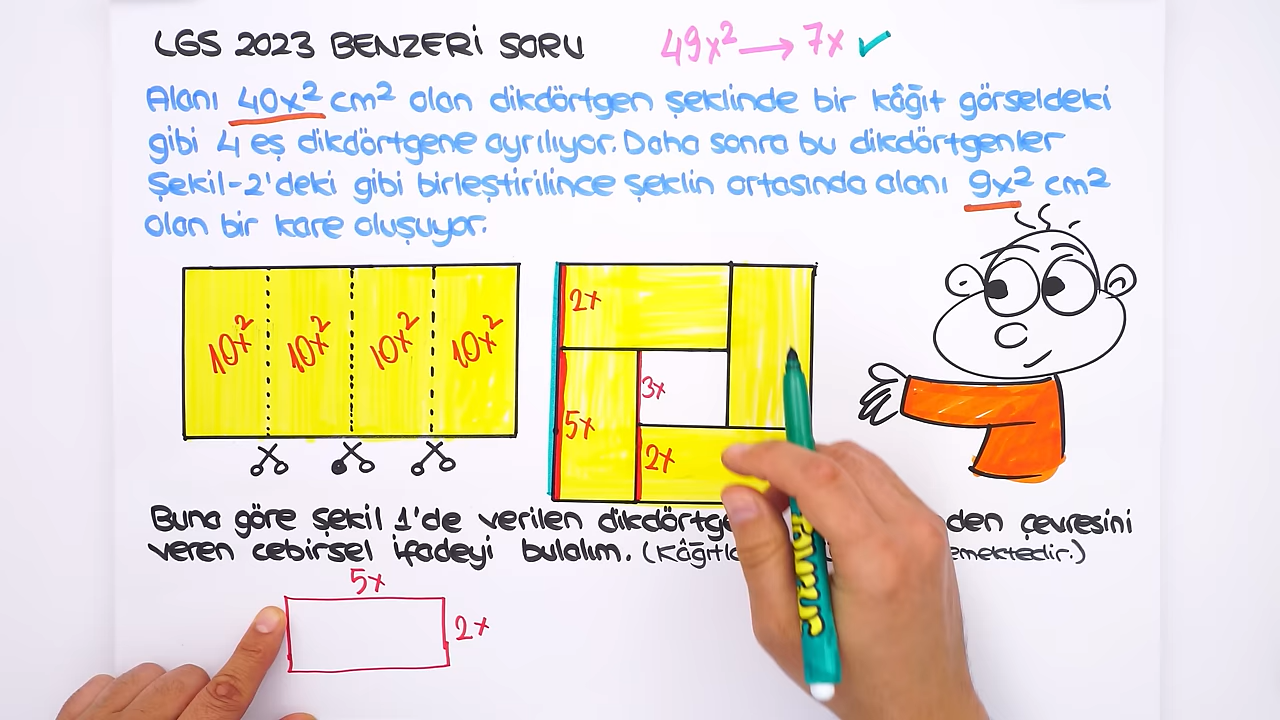 LGS 2023 BENZERİ SORU 49x² → 7x ✓
Alanı 40x² cm² olan dikdörtgen şeklinde bir kâğıt görseldeki
gibi 4 eş dikdörtgene ayrılıyor. Daha sonra bu dikdörtgenler
Şekil-2'deki gibi birleştirilince şeklin ortasında alanı 9x² cm²
olan bir kare oluşuyor.
10x² 10x² 10x² 10x²
2x
3x
5x
2x
Buna göre şekil 1'de verilen dikdörtge den çevresini
veren cebirsel ifadeyi bulalım. (Kâğıtla emektedir.)
5x
2x